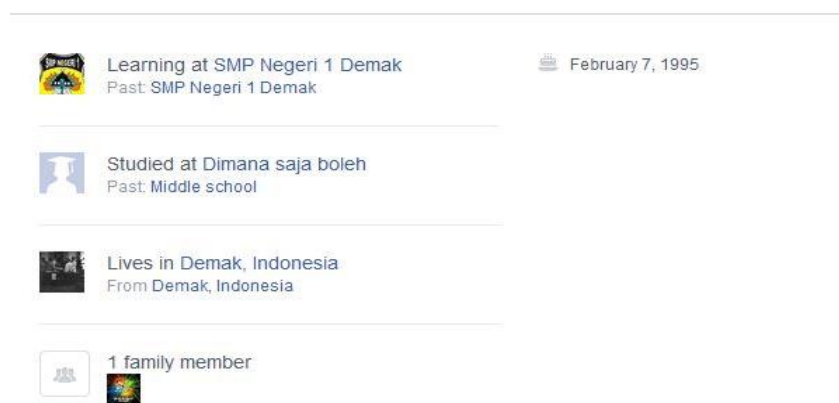 Learning at SMP Negeri 1 Demak
Past: SMP Negeri 1 Demak
February 7, 1995
Studied at Dimana saja boleh
Past: Middle school
Lives in Demak, Indonesia
From Demak, Indonesia
1 family member